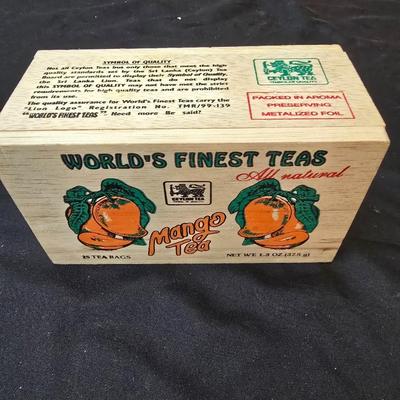 SYMBOL OF QUALITY
Not all Ceylon Teas but only those that meet the high
quality standards set by the Sri Lanka (Ceylon) Tea
Board are permitted to display their Symbol of Quality,
the Sri Lanka Lion. Teas which do not display
this SYMBOL OF QUALITY may not have met the strict
requirements for high quality teas and are prohibited
from its use.
The quality assurance for World's Finest Teas carry the
"Lion Logo" Registration No. TMR/99-139
"WORLD'S FINEST TEAS" Need more Be said?
CEYLON TEA
SYMBOL OF QUALITY
PACKED IN AROMA
PRESERVING
METALIZED FOIL
WORLD'S FINEST TEAS
All natural
CEYLON TEA
Mango
Tea
25 TEA BAGS
NET WE 1.3 OZ (37.5 g)